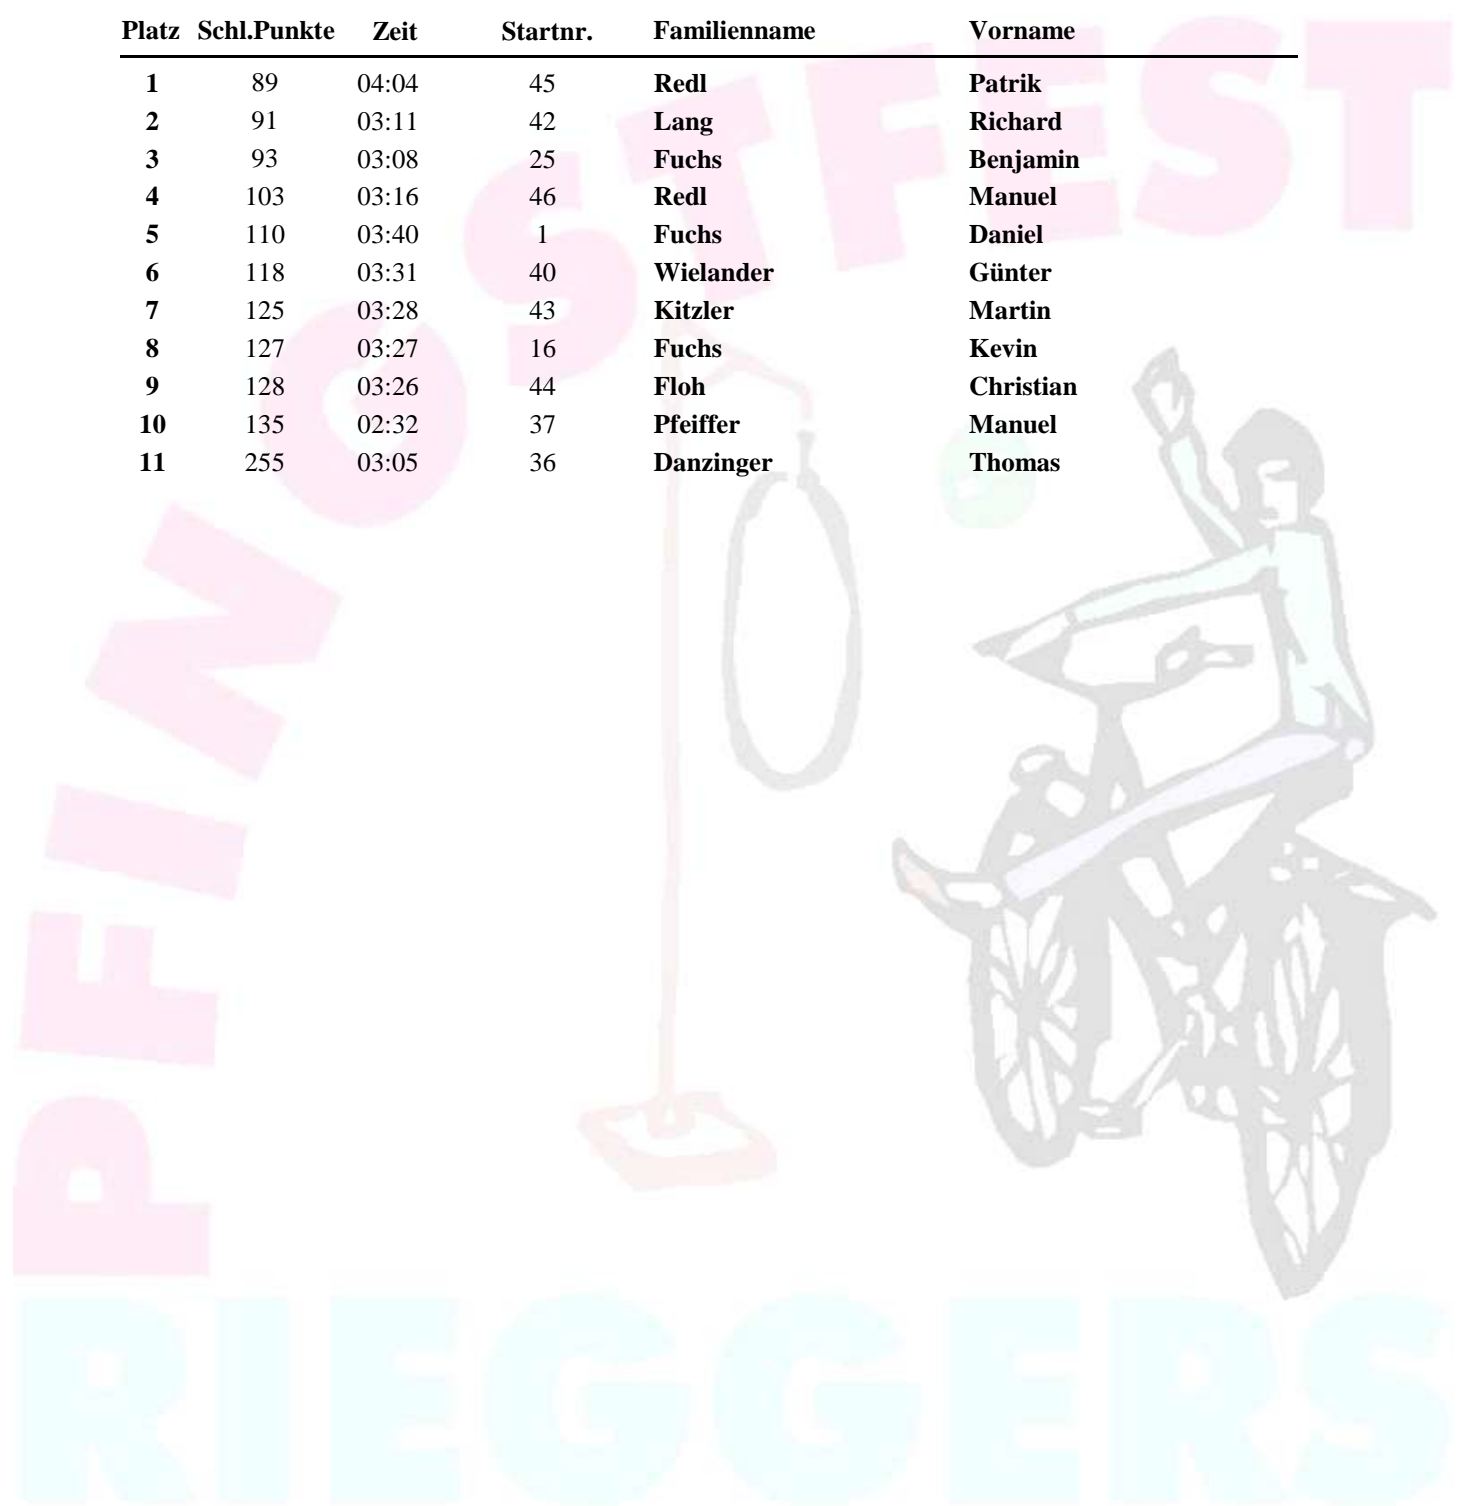 Platz Schl.Punkte Zeit Startnr. Familienname Vorname
1 89 04:04 45 Redl Patrik
2 91 03:11 42 Lang Richard
3 93 03:08 25 Fuchs Benjamin
4 103 03:16 46 Redl Manuel
5 110 03:40 1 Fuchs Daniel
6 118 03:31 40 Wielander Günter
7 125 03:28 43 Kitzler Martin
8 127 03:27 16 Fuchs Kevin
9 128 03:26 44 Floh Christian
10 135 02:32 37 Pfeiffer Manuel
11 255 03:05 36 Danzinger Thomas
PFINGSTFEST
RIEGGERS